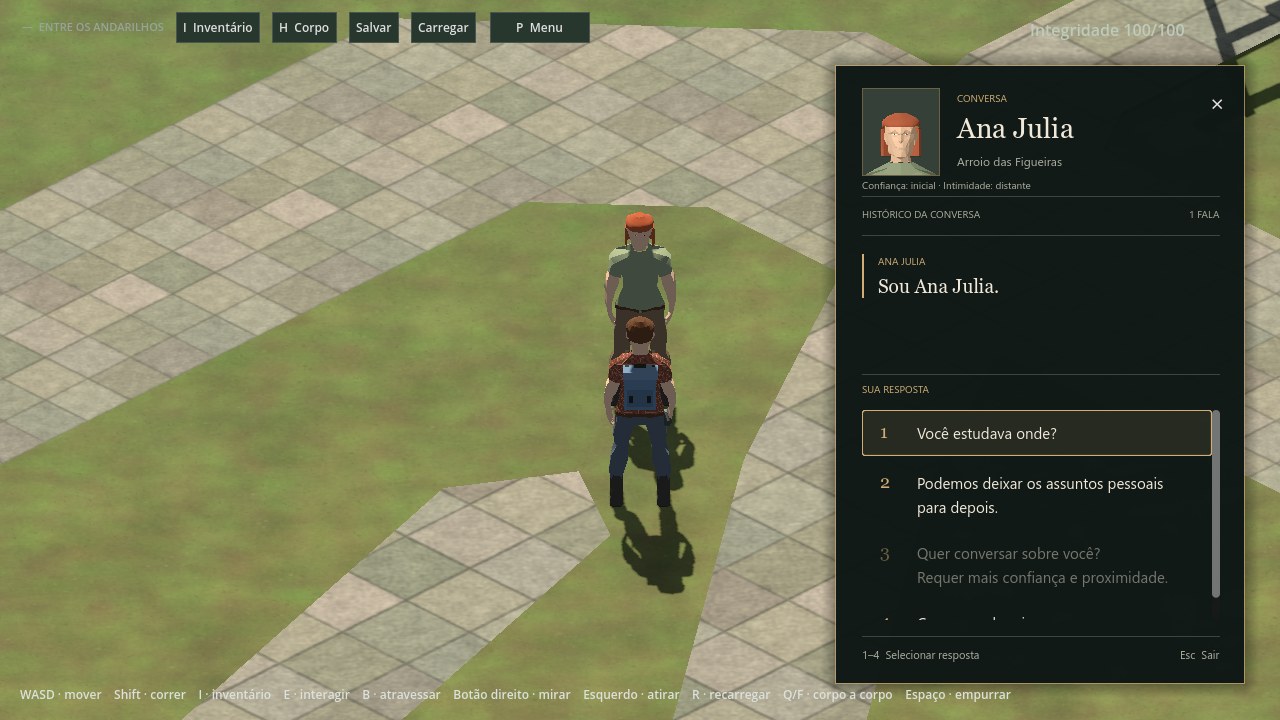 — ENTRE OS ANDARILHOS
I Inventário
H Corpo
Salvar
Carregar
P Menu
Integridade 100/100
CONVERSA
Ana Julia
Arroio das Figueiras
Confiança: inicial · Intimidade: distante
HISTÓRICO DA CONVERSA
1 FALA
ANA JULIA
Sou Ana Julia.
SUA RESPOSTA
1 Você estudava onde?
2 Podemos deixar os assuntos pessoais
para depois.
3 Quer conversar sobre você?
Requer mais confiança e proximidade.
1–4 Selecionar resposta
Esc Sair
WASD · mover Shift · correr I · inventário E · interagir B · atravessar Botão direito · mirar Esquerdo · atirar R · recarregar Q/F · corpo a corpo Espaço · empurrar